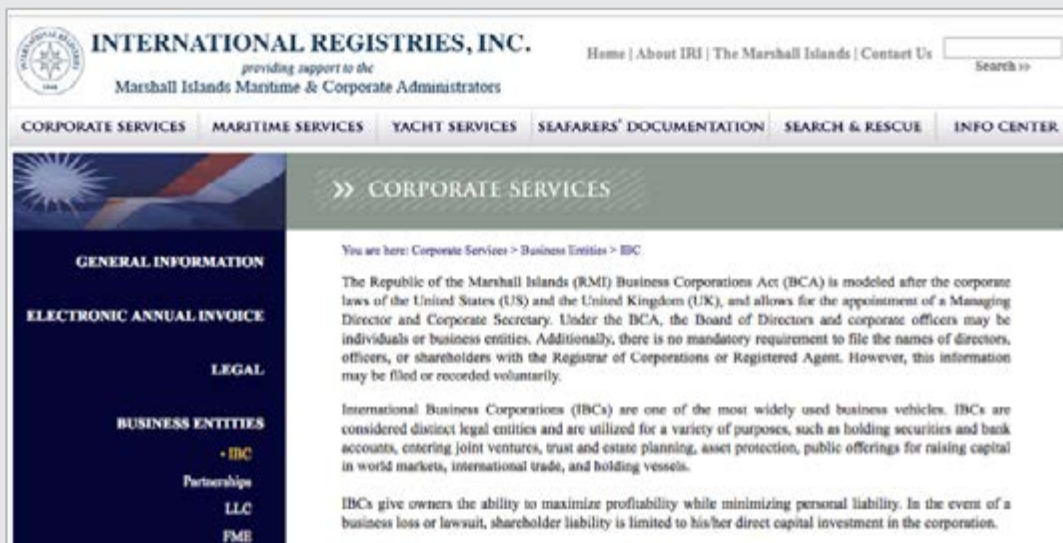 INTERNATIONAL REGISTRIES, INC.
providing support to the
Marshall Islands Maritime & Corporate Administrators
Home | About IRI | The Marshall Islands | Contact Us
Search >>
CORPORATE SERVICES MARITIME SERVICES YACHT SERVICES SEAFARERS' DOCUMENTATION SEARCH & RESCUE INFO CENTER
>> CORPORATE SERVICES
GENERAL INFORMATION
ELECTRONIC ANNUAL INVOICE
LEGAL
BUSINESS ENTITIES
• IBC
Partnerships
LLC
FME
You are here: Corporate Services > Business Entities > IBC
The Republic of the Marshall Islands (RMI) Business Corporations Act (BCA) is modeled after the corporate
laws of the United States (US) and the United Kingdom (UK), and allows for the appointment of a Managing
Director and Corporate Secretary. Under the BCA, the Board of Directors and corporate officers may be
individuals or business entities. Additionally, there is no mandatory requirement to file the names of directors,
officers, or shareholders with the Registrar of Corporations or Registered Agent. However, this information
may be filed or recorded voluntarily.
International Business Corporations (IBCs) are one of the most widely used business vehicles. IBCs are
considered distinct legal entities and are utilized for a variety of purposes, such as holding securities and bank
accounts, entering joint ventures, trust and estate planning, asset protection, public offerings for raising capital
in world markets, international trade, and holding vessels.
IBCs give owners the ability to maximize profitability while minimizing personal liability. In the event of a
business loss or lawsuit, shareholder liability is limited to his/her direct capital investment in the corporation.